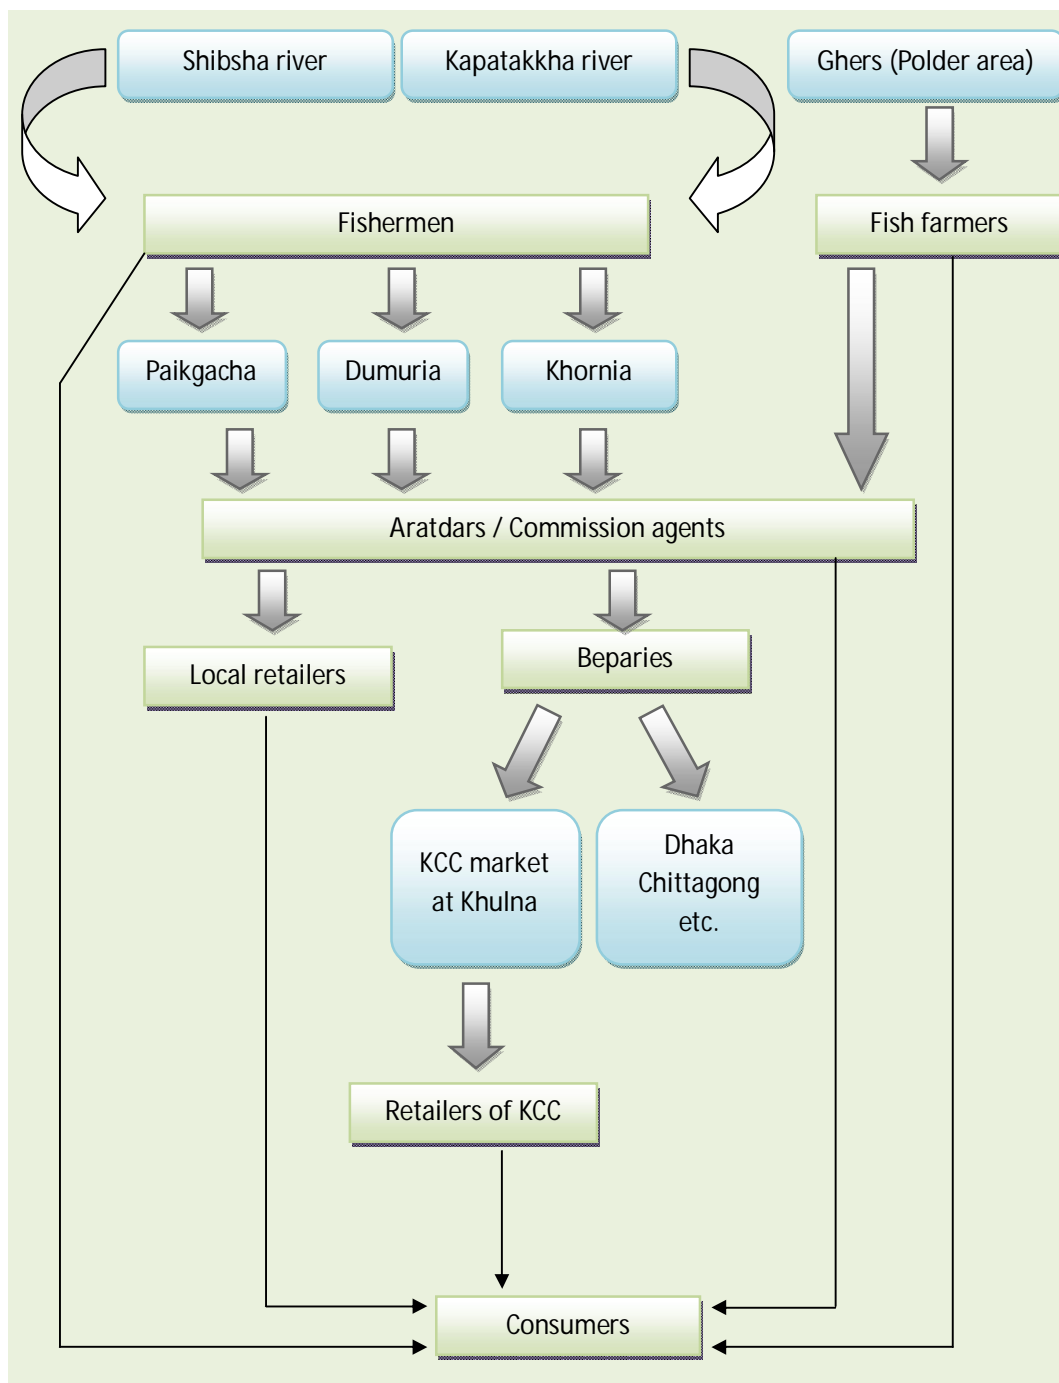 Shibsha river
Kapatakkha river
Ghers (Polder area)
Fishermen
Fish farmers
Paikgacha
Dumuria
Khornia
Aratdars / Commission agents
Local retailers
Beparies
KCC market
at Khulna
Dhaka
Chittagong
etc.
Retailers of KCC
Consumers